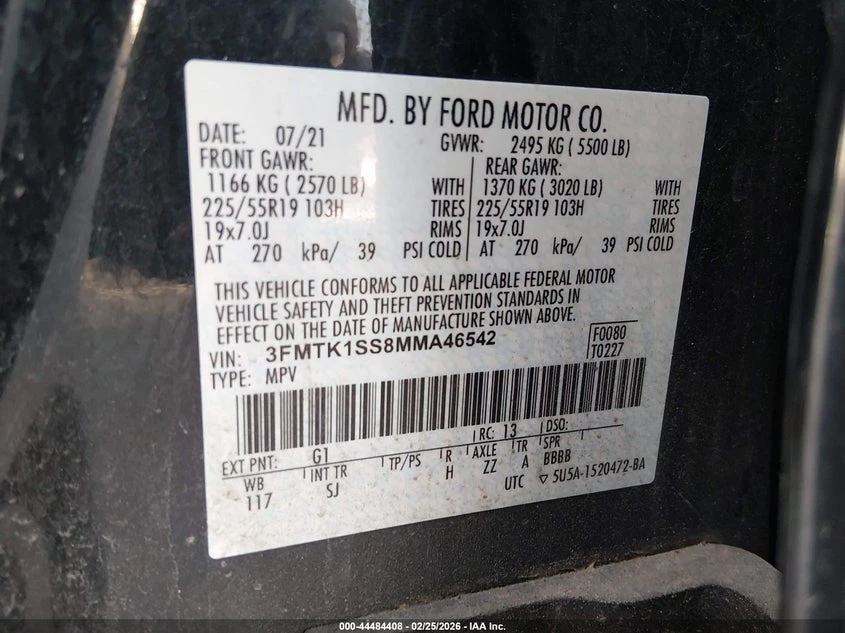 MFD. BY FORD MOTOR CO.
DATE: 07/21 GVWR: 2495 KG ( 5500 LB)
FRONT GAWR: REAR GAWR:
1166 KG ( 2570 LB) WITH 1370 KG ( 3020 LB) WITH
225/55R19 103H TIRES 225/55R19 103H TIRES
19x7.0J RIMS 19x7.0J RIMS
AT 270 kPa/ 39 PSI COLD AT 270 kPa/ 39 PSI COLD
THIS VEHICLE CONFORMS TO ALL APPLICABLE FEDERAL MOTOR
VEHICLE SAFETY AND THEFT PREVENTION STANDARDS IN
EFFECT ON THE DATE OF MANUFACTURE SHOWN ABOVE.
VIN: 3FMTK1SS8MMA46542 F0080
TYPE: MPV T0227
EXT PNT: G1 RC: 13 DSO:
WB INT TR TP/PS R AXLE TR SPR
117 SJ H ZZ A BBBB
UTC ▽ 5U5A-1520472-BA
000-44484408 - 02/25/2026 - IAA Inc.